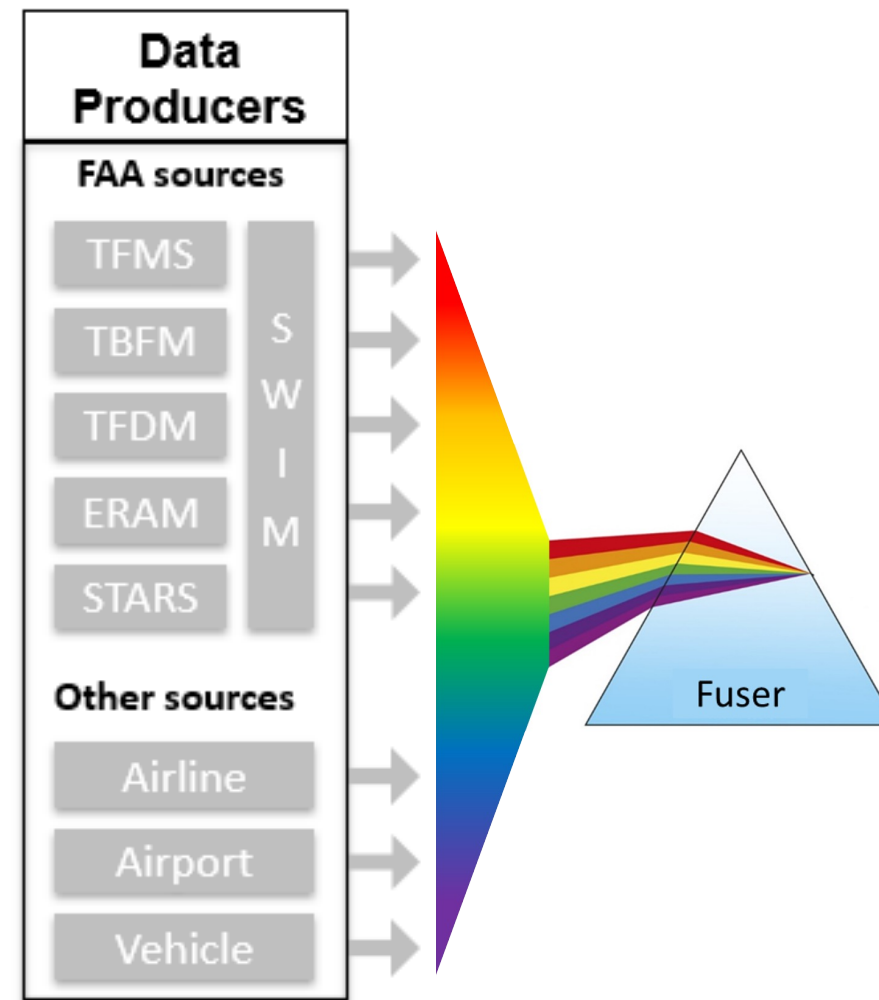 Data
Producers
FAA sources
TFMS
TBFM
TFDM
ERAM
STARS
S
W
I
M
Other sources
Airline
Airport
Vehicle
Fuser